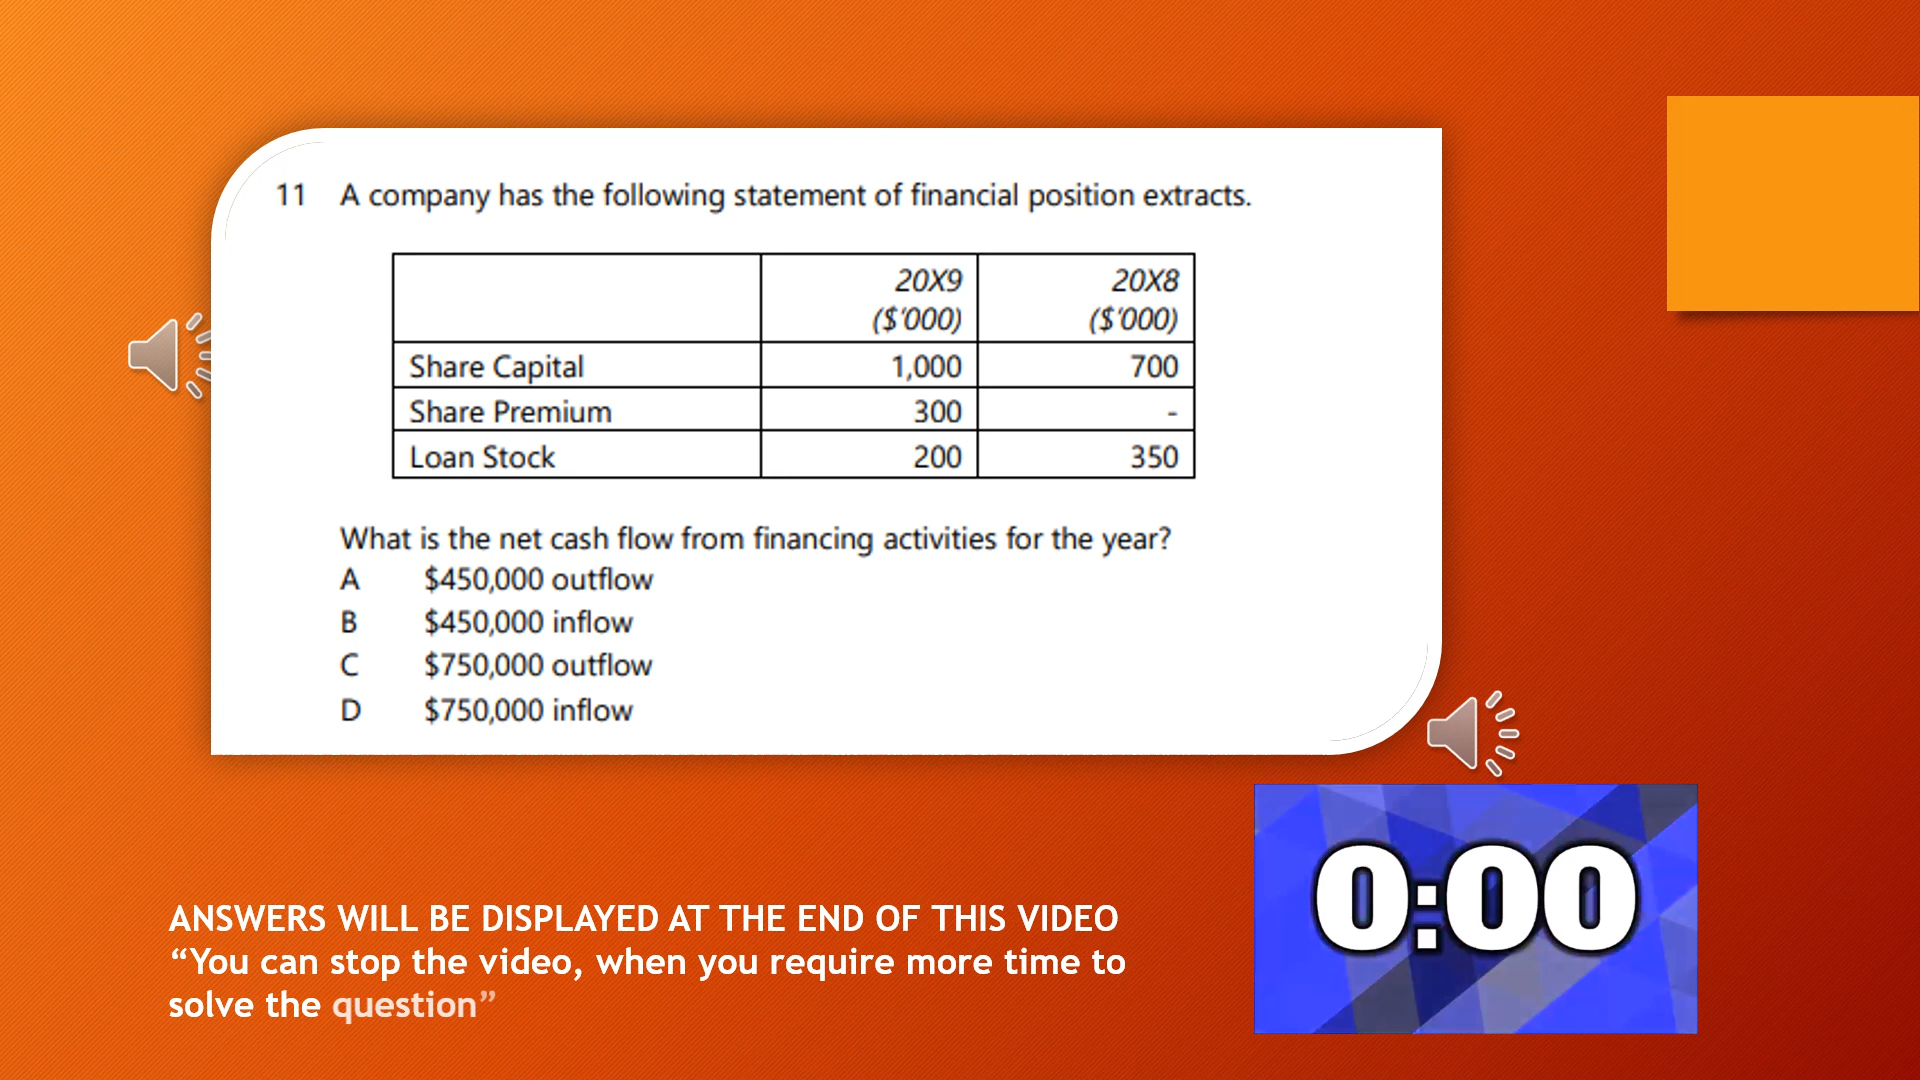 11 A company has the following statement of financial position extracts.
20X9 20X8
($'000) ($'000)
Share Capital 1,000 700
Share Premium 300 -
Loan Stock 200 350
What is the net cash flow from financing activities for the year?
A $450,000 outflow
B $450,000 inflow
C $750,000 outflow
D $750,000 inflow
0:00
ANSWERS WILL BE DISPLAYED AT THE END OF THIS VIDEO
“You can stop the video, when you require more time to
solve the question”